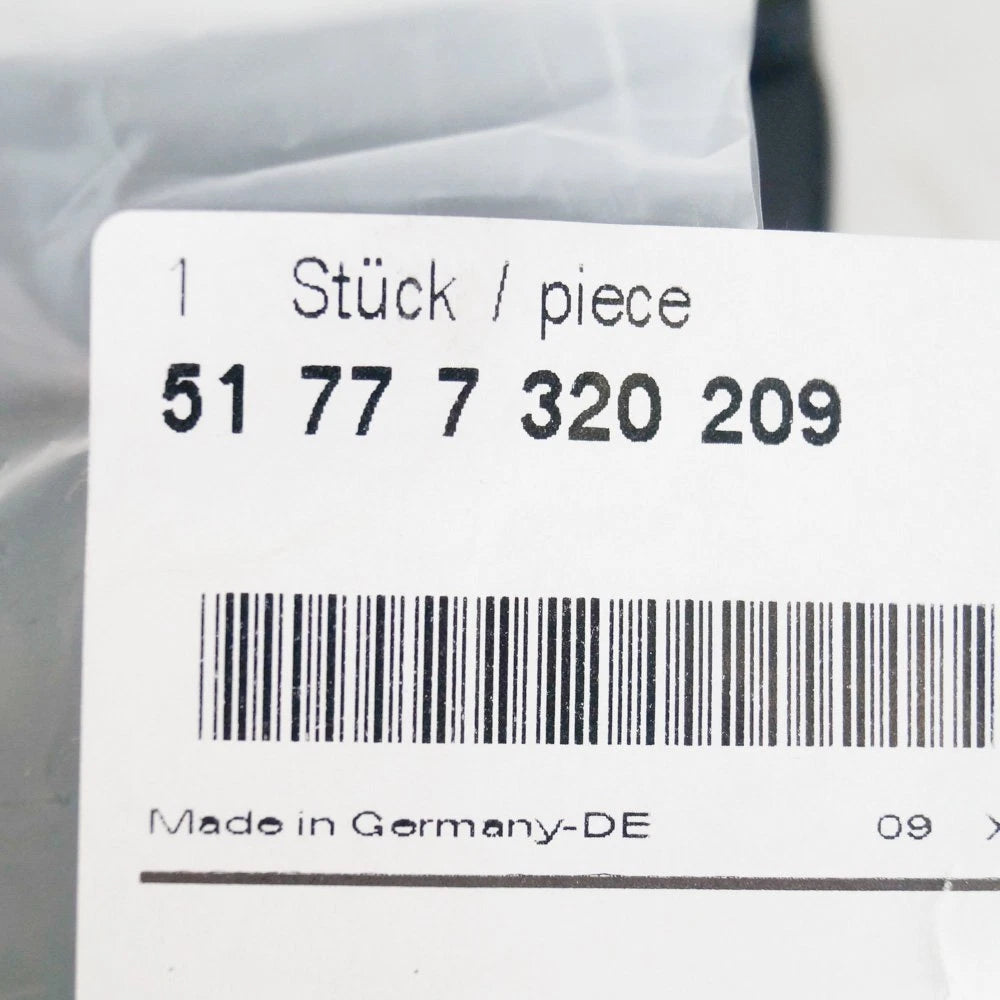 1 Stück / piece
51 77 7 320 209
Made in Germany-DE 09